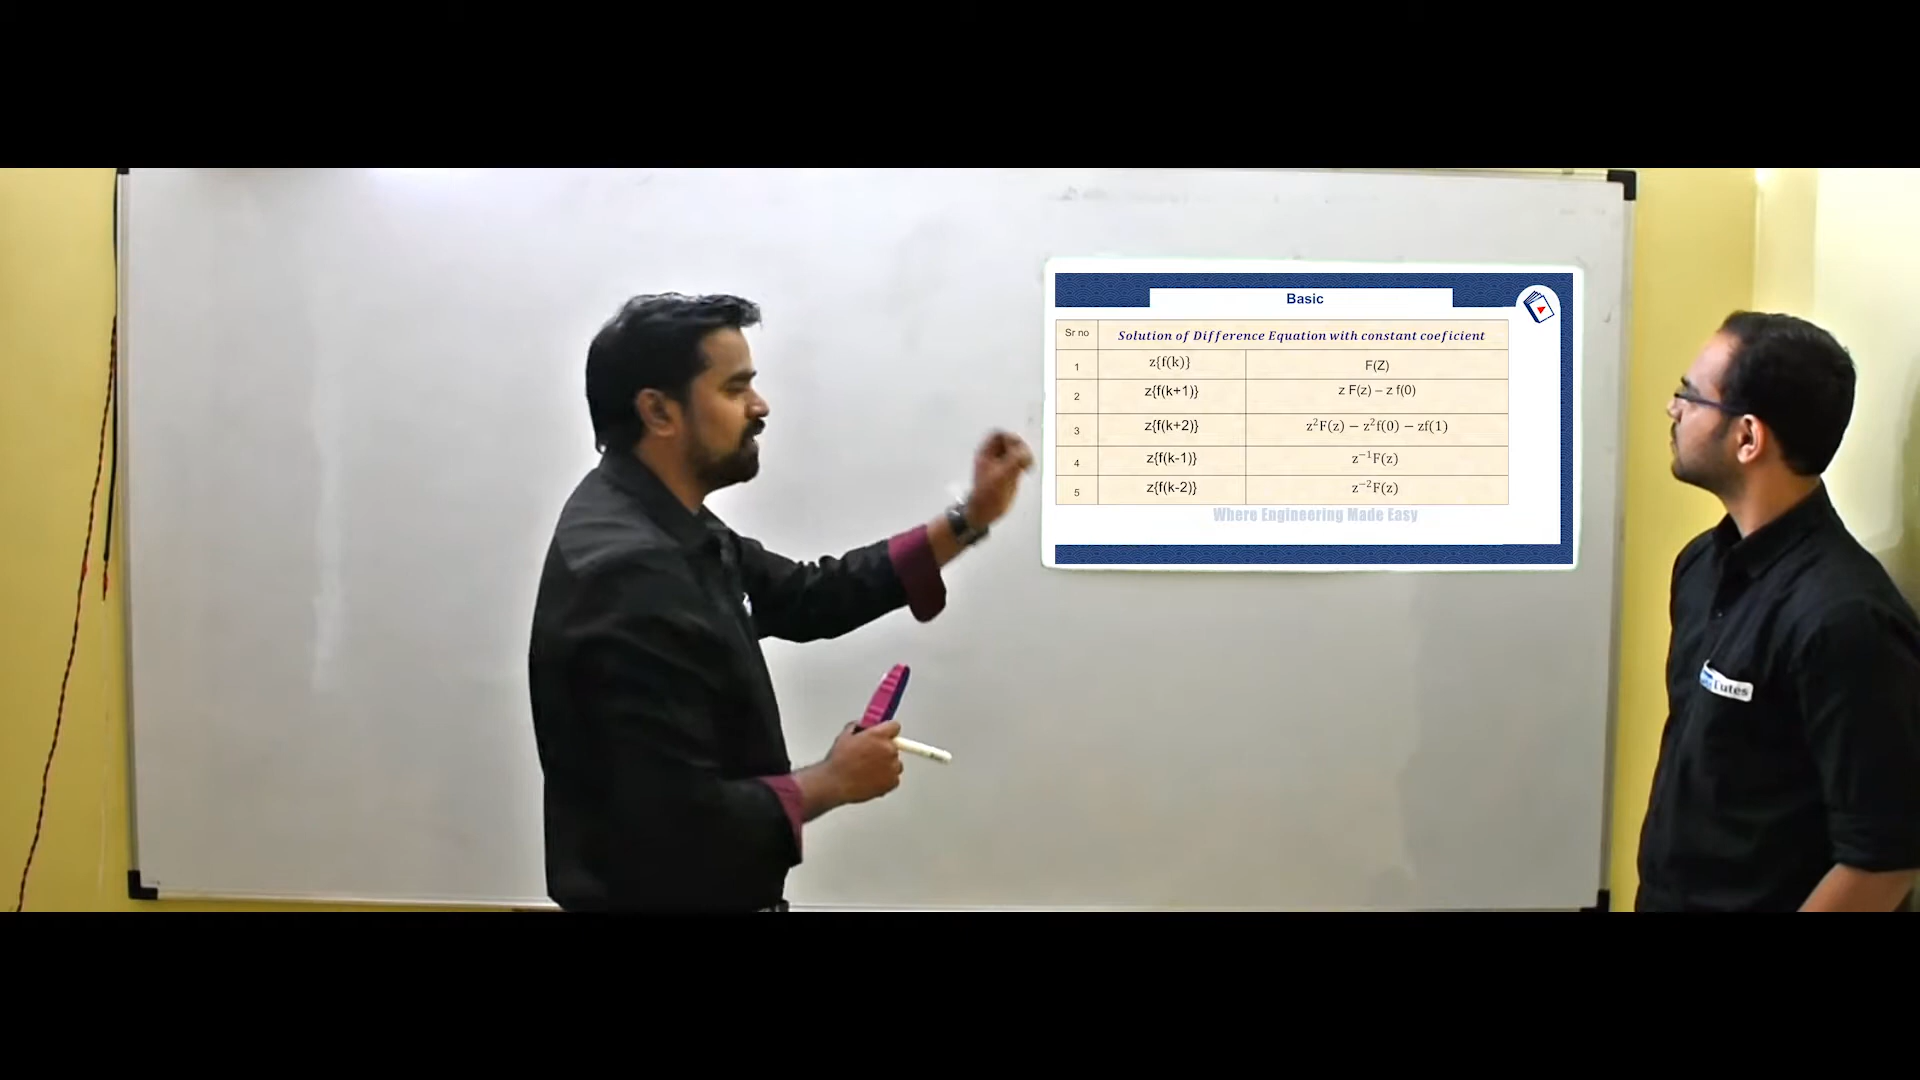 Basic
Sr no Solution of Difference Equation with constant coeficient
1 z{f(k)} F(Z)
2 z{f(k+1)} z F(z) – z f(0)
3 z{f(k+2)} z²F(z) − z²f(0) − zf(1)
4 z{f(k-1)} z⁻¹F(z)
5 z{f(k-2)} z⁻²F(z)
Where Engineering Made Easy